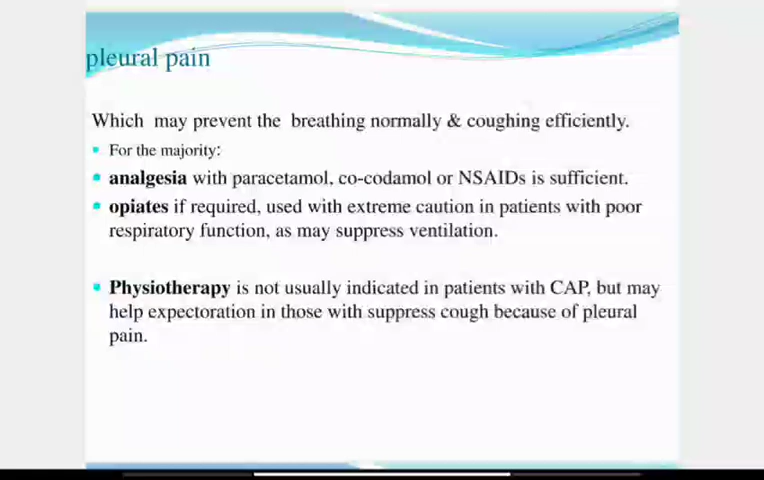 pleural pain
Which may prevent the breathing normally & coughing efficiently.
For the majority:
analgesia with paracetamol, co-codamol or NSAIDs is sufficient.
opiates if required, used with extreme caution in patients with poor
respiratory function, as may suppress ventilation.
Physiotherapy is not usually indicated in patients with CAP, but may
help expectoration in those with suppress cough because of pleural
pain.